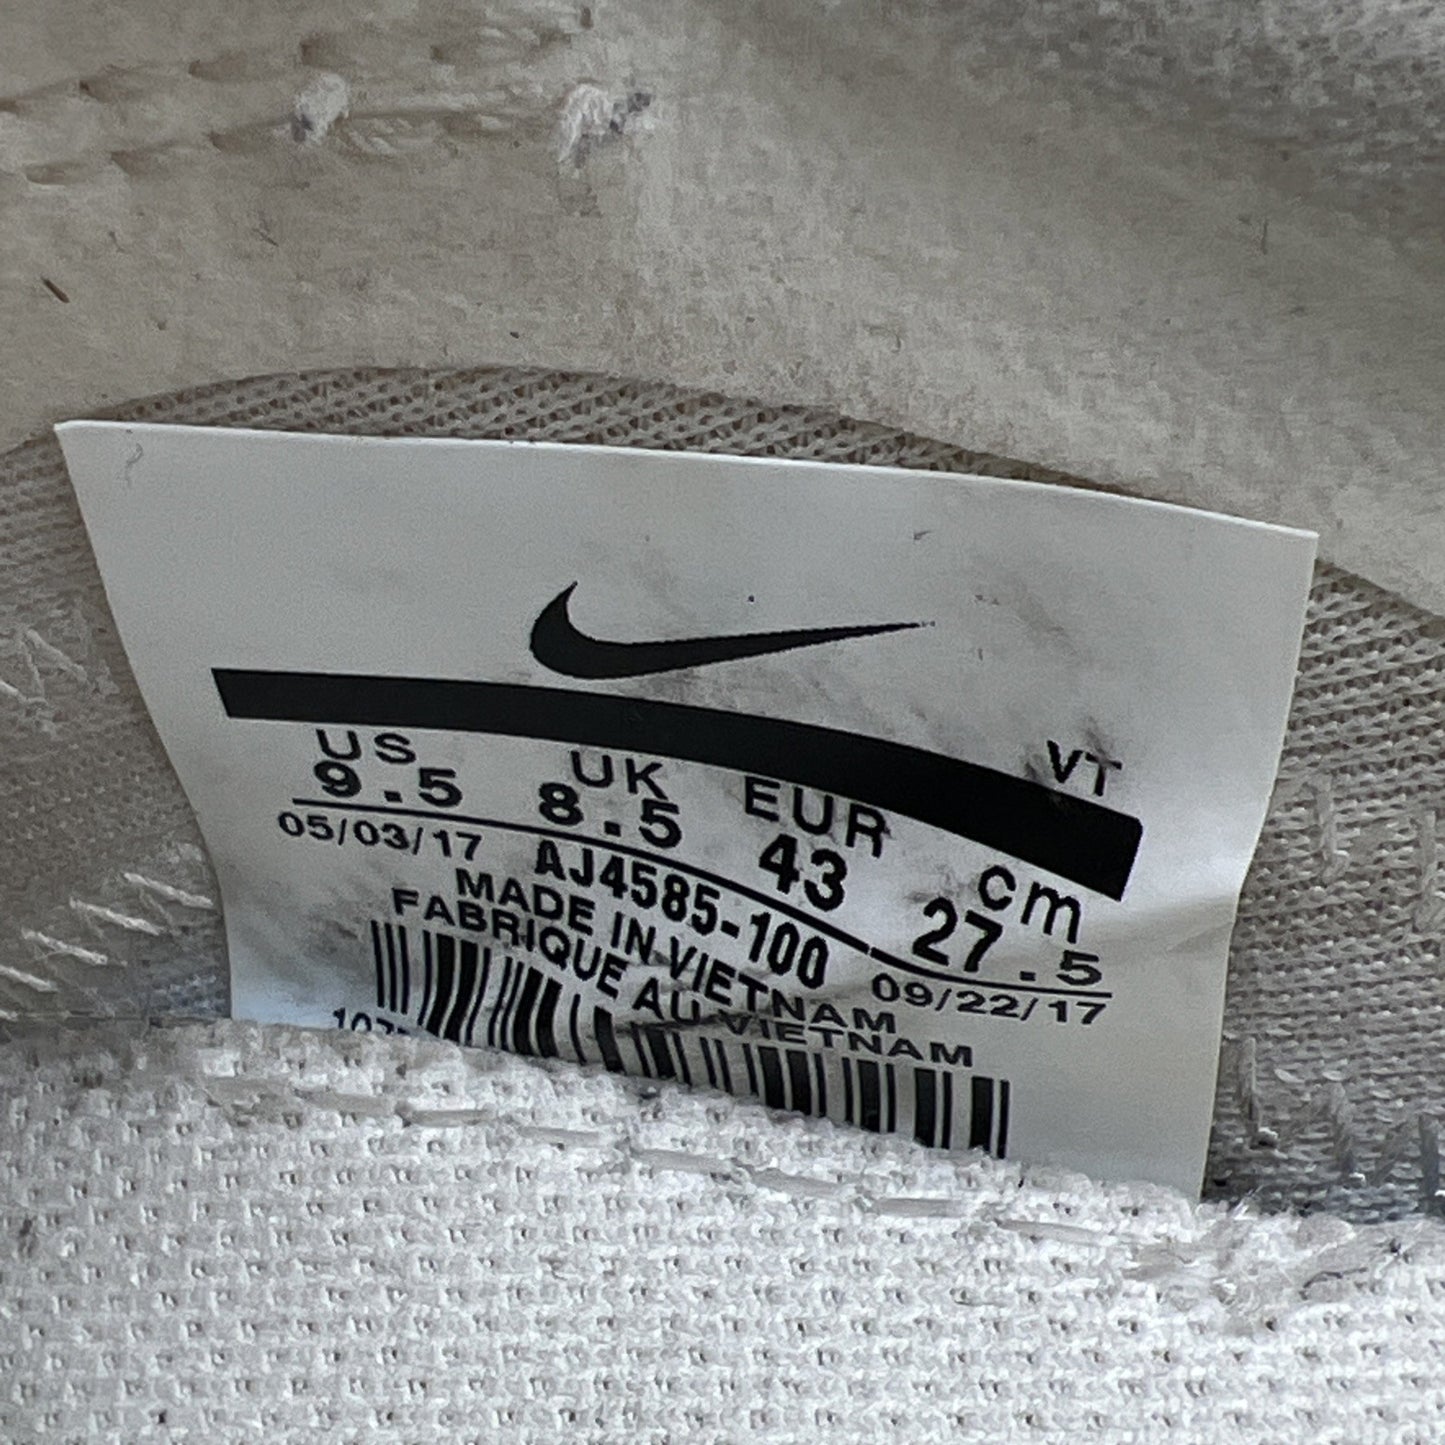 VT
US UK EUR cm
9.5 8.5 43 27.5
05/03/17 AJ4585-100 09/22/17
MADE IN VIETNAM
FABRIQUE AU VIETNAM